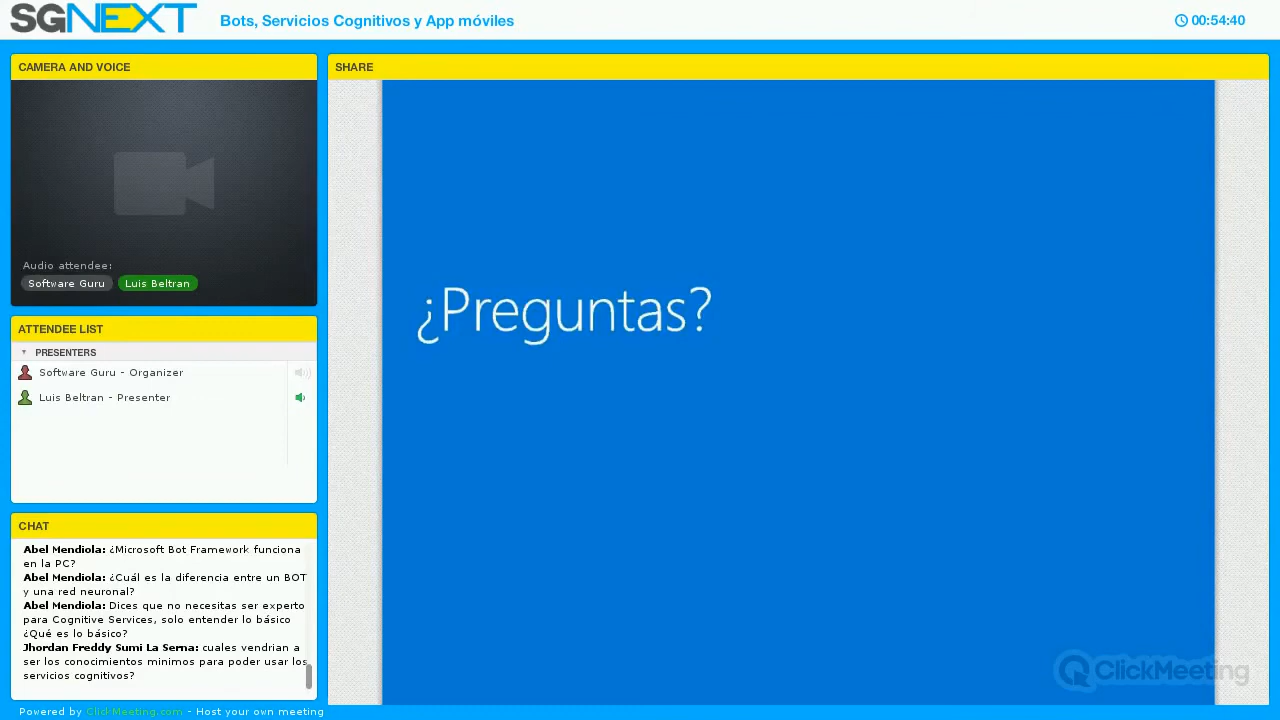 SGNEXT
Bots, Servicios Cognitivos y App móviles
00:54:40
CAMERA AND VOICE
Audio attendee:
Software Guru
Luis Beltran
ATTENDEE LIST
PRESENTERS
Software Guru - Organizer
Luis Beltran - Presenter
CHAT
Abel Mendiola: ¿Microsoft Bot Framework funciona
en la PC?
Abel Mendiola: ¿Cuál es la diferencia entre un BOT
y una red neuronal?
Abel Mendiola: Dices que no necesitas ser experto
para Cognitive Services, solo entender lo básico
¿Qué es lo básico?
Jhordan Freddy Sumi La Serna: cuales vendrian a
ser los conocimientos minimos para poder usar los
servicios cognitivos?
Powered by ClickMeeting.com - Host your own meeting
SHARE
¿Preguntas?
ClickMeeting